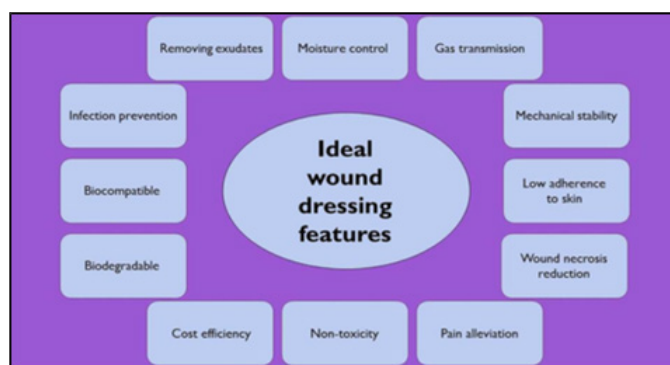 Removing exudates
Moisture control
Gas transmission
Infection prevention
Mechanical stability
Ideal
wound
dressing
features
Biocompatible
Low adherence
to skin
Biodegradable
Wound necrosis
reduction
Cost efficiency
Non-toxicity
Pain alleviation